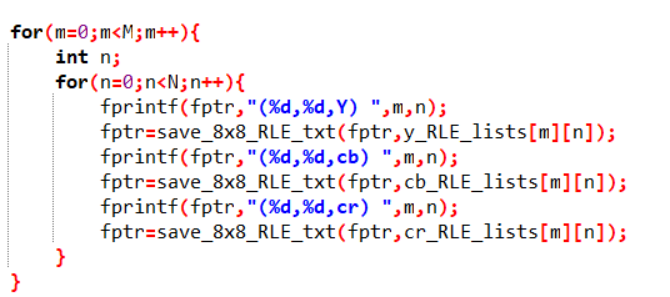 for(m=0;m<M;m++){
    int n;
    for(n=0;n<N;n++){
        fprintf(fptr,"(%d,%d,Y) ",m,n);
        fptr=save_8x8_RLE_txt(fptr,y_RLE_lists[m][n]);
        fprintf(fptr,"(%d,%d,cb) ",m,n);
        fptr=save_8x8_RLE_txt(fptr,cb_RLE_lists[m][n]);
        fprintf(fptr,"(%d,%d,cr) ",m,n);
        fptr=save_8x8_RLE_txt(fptr,cr_RLE_lists[m][n]);
    }
}